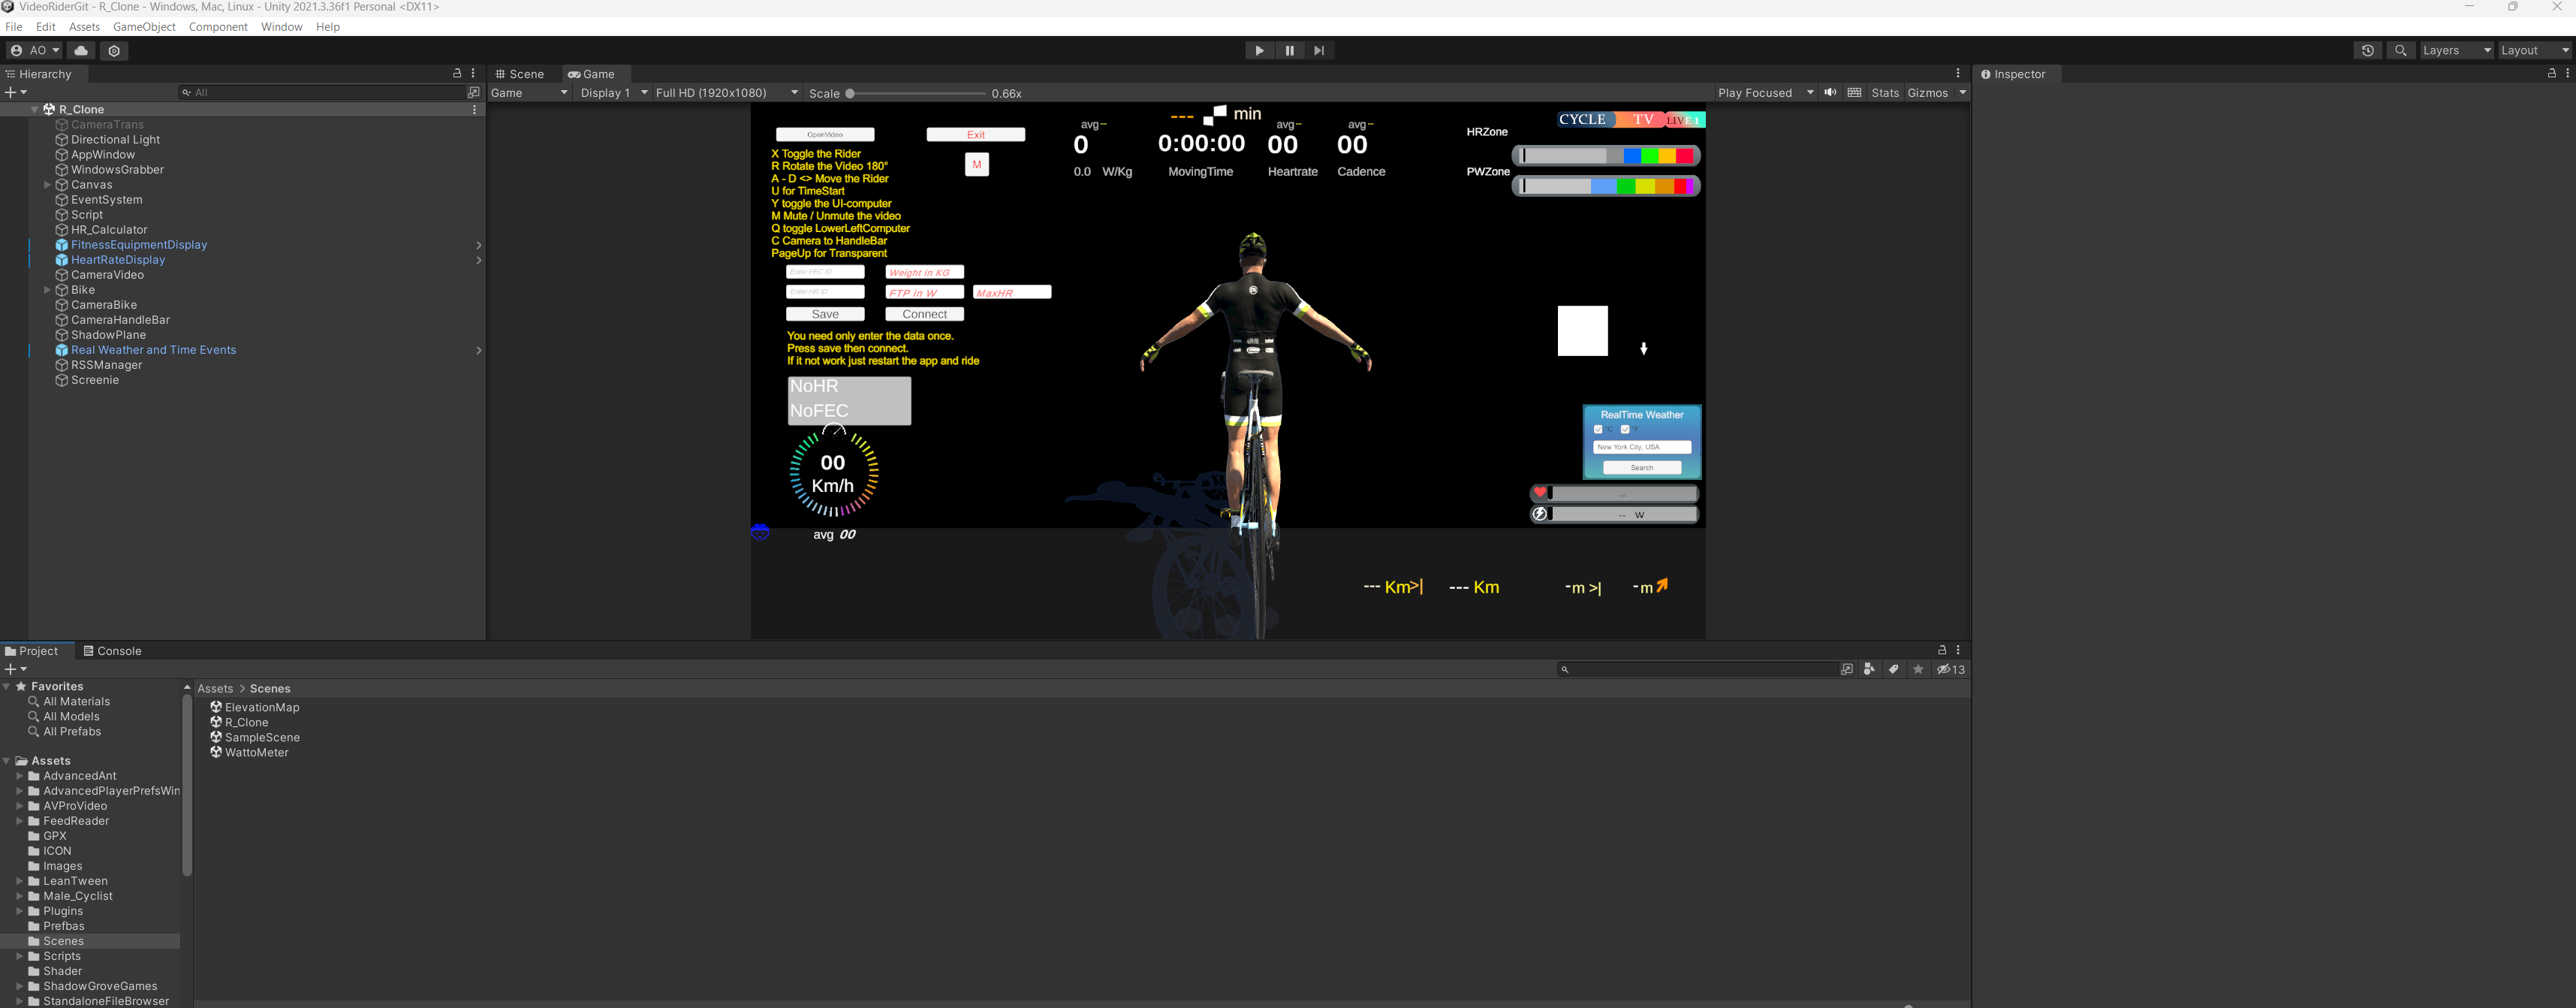 VideoRiderGit - R_Clone - Windows, Mac, Linux - Unity 2021.3.36f1 Personal <DX11>
File Edit Assets GameObject Component Window Help
AO
Layers
Layout
Hierarchy
All
R_Clone
CameraTrans
Directional Light
AppWindow
WindowsGrabber
Canvas
EventSystem
Script
HR_Calculator
FitnessEquipmentDisplay
HeartRateDisplay
CameraVideo
Bike
CameraBike
CameraHandleBar
ShadowPlane
Real Weather and Time Events
RSSManager
Screenie
Scene Game
Game Display 1 Full HD (1920x1080) Scale 0.66x Play Focused Stats Gizmos
OpenVideo
Exit
M
X Toggle the Rider
R Rotate the Video 180°
A - D <> Move the Rider
U for TimeStart
Y toggle the UI-computer
M Mute / Unmute the video
Q toggle LowerLeftComputer
C Camera to HandleBar
PageUp for Transparent
Enter FEC ID
Weight in KG
Enter HR ID
FTP in W
MaxHR
Save
Connect
You need only enter the data once.
Press save then connect.
If it not work just restart the app and ride
NoHR
NoFEC
00
Km/h
avg 00
--- min
avg-- avg-- avg--
0 0:00:00 00 00
0.0 W/Kg MovingTime Heartrate Cadence
CYCLE TV LIVE 1
HRZone
PWZone
RealTime Weather
°C °F
New York City, USA
Search
--
-- W
--- Km>| --- Km -m >| -m
Inspector
Project Console
13
Favorites
All Materials
All Models
All Prefabs
Assets
AdvancedAnt
AdvancedPlayerPrefsWin
AVProVideo
FeedReader
GPX
ICON
Images
LeanTween
Male_Cyclist
Plugins
Prefbas
Scenes
Scripts
Shader
ShadowGroveGames
StandaloneFileBrowser
Assets > Scenes
ElevationMap
R_Clone
SampleScene
WattoMeter